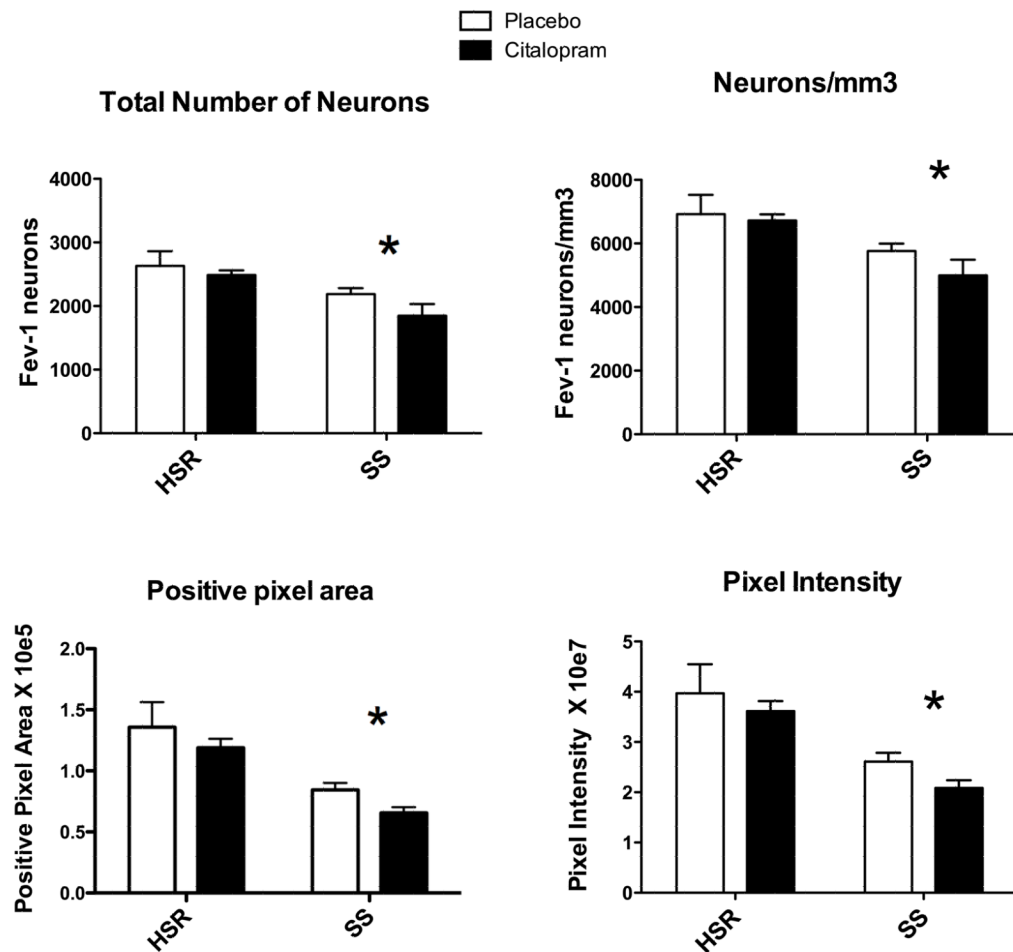 Placebo
Citalopram
Total Number of Neurons
Fev-1 neurons
4000
3000
2000
1000
0
*
HSR
SS
Neurons/mm3
Fev-1 neurons/mm3
8000
6000
4000
2000
0
*
HSR
SS
Positive pixel area
Positive Pixel Area X 10e5
2.0
1.5
1.0
0.5
0.0
*
HSR
SS
Pixel Intensity
Pixel Intensity X 10e7
5
4
3
2
1
0
*
HSR
SS